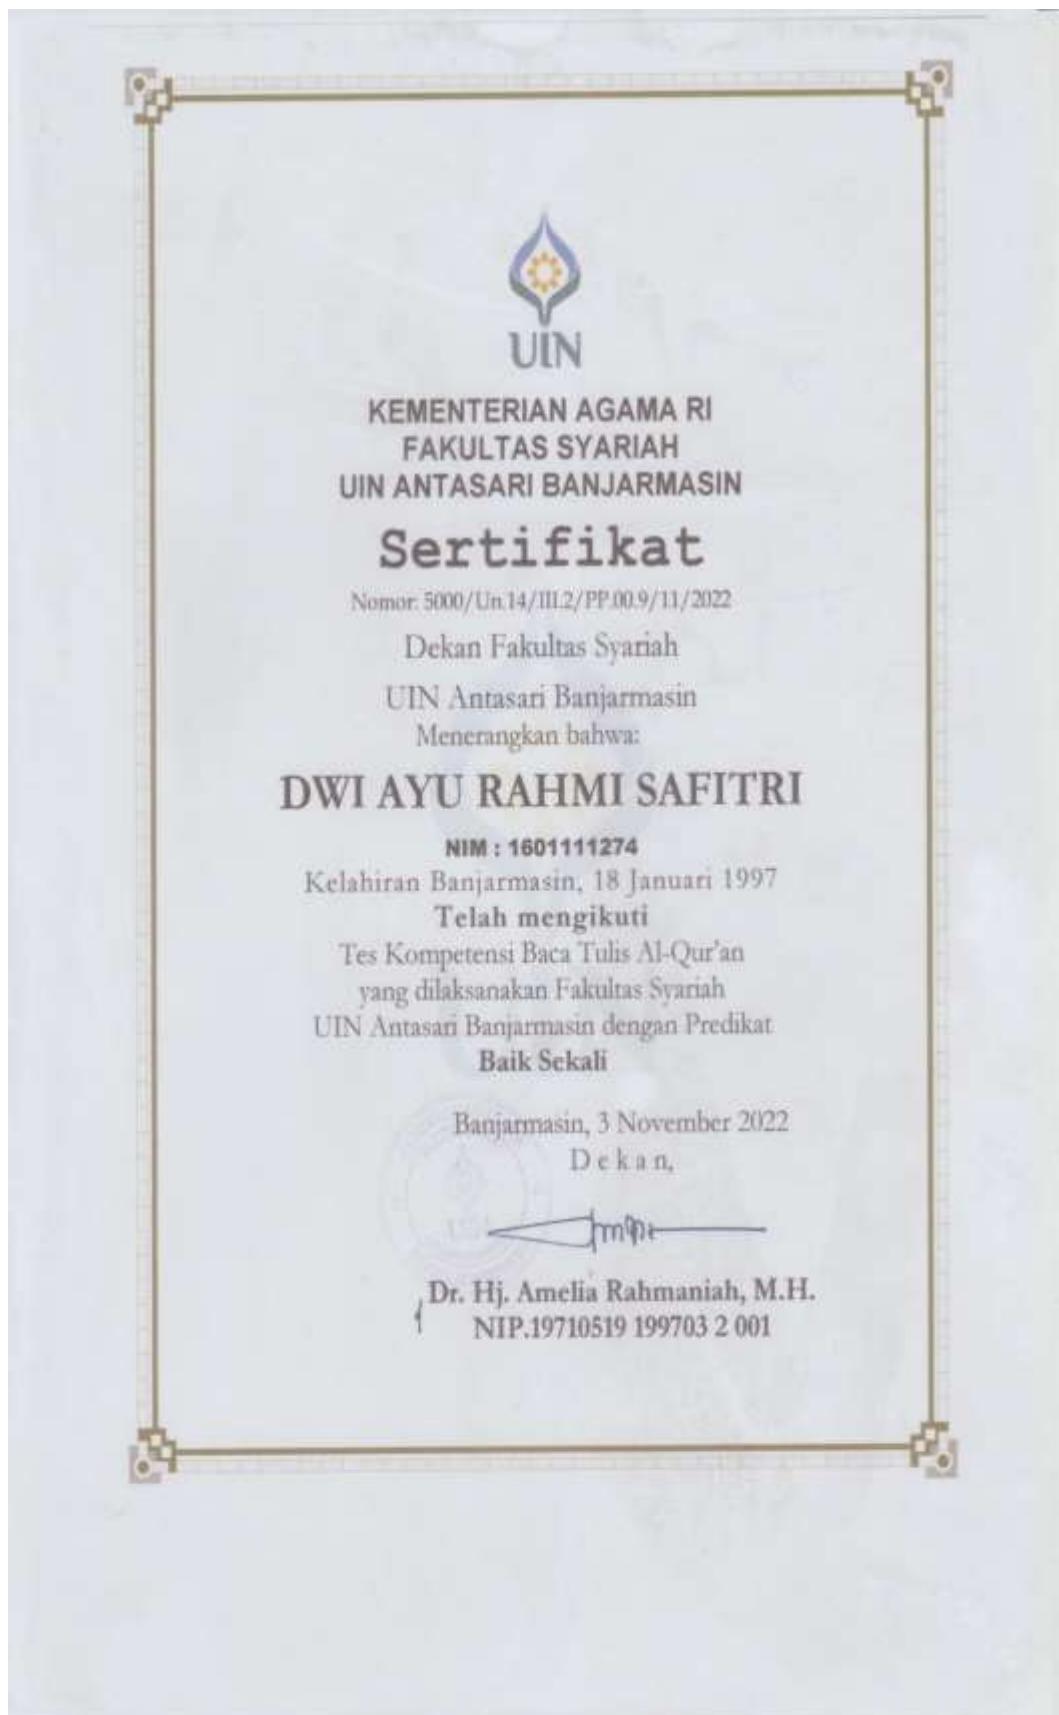 UIN
KEMENTERIAN AGAMA RI
FAKULTAS SYARIAH
UIN ANTASARI BANJARMASIN
Sertifikat
Nomor: 5000/Un.14/III.2/PP.00.9/11/2022
Dekan Fakultas Syariah
UIN Antasari Banjarmasin
Menerangkan bahwa:
DWI AYU RAHMI SAFITRI
NIM : 1601111274
Kelahiran Banjarmasin, 18 Januari 1997
Telah mengikuti
Tes Kompetensi Baca Tulis Al-Qur'an
yang dilaksanakan Fakultas Syariah
UIN Antasari Banjarmasin dengan Predikat
Baik Sekali
Banjarmasin, 3 November 2022
D e k a n,
Dr. Hj. Amelia Rahmaniah, M.H.
NIP.19710519 199703 2 001